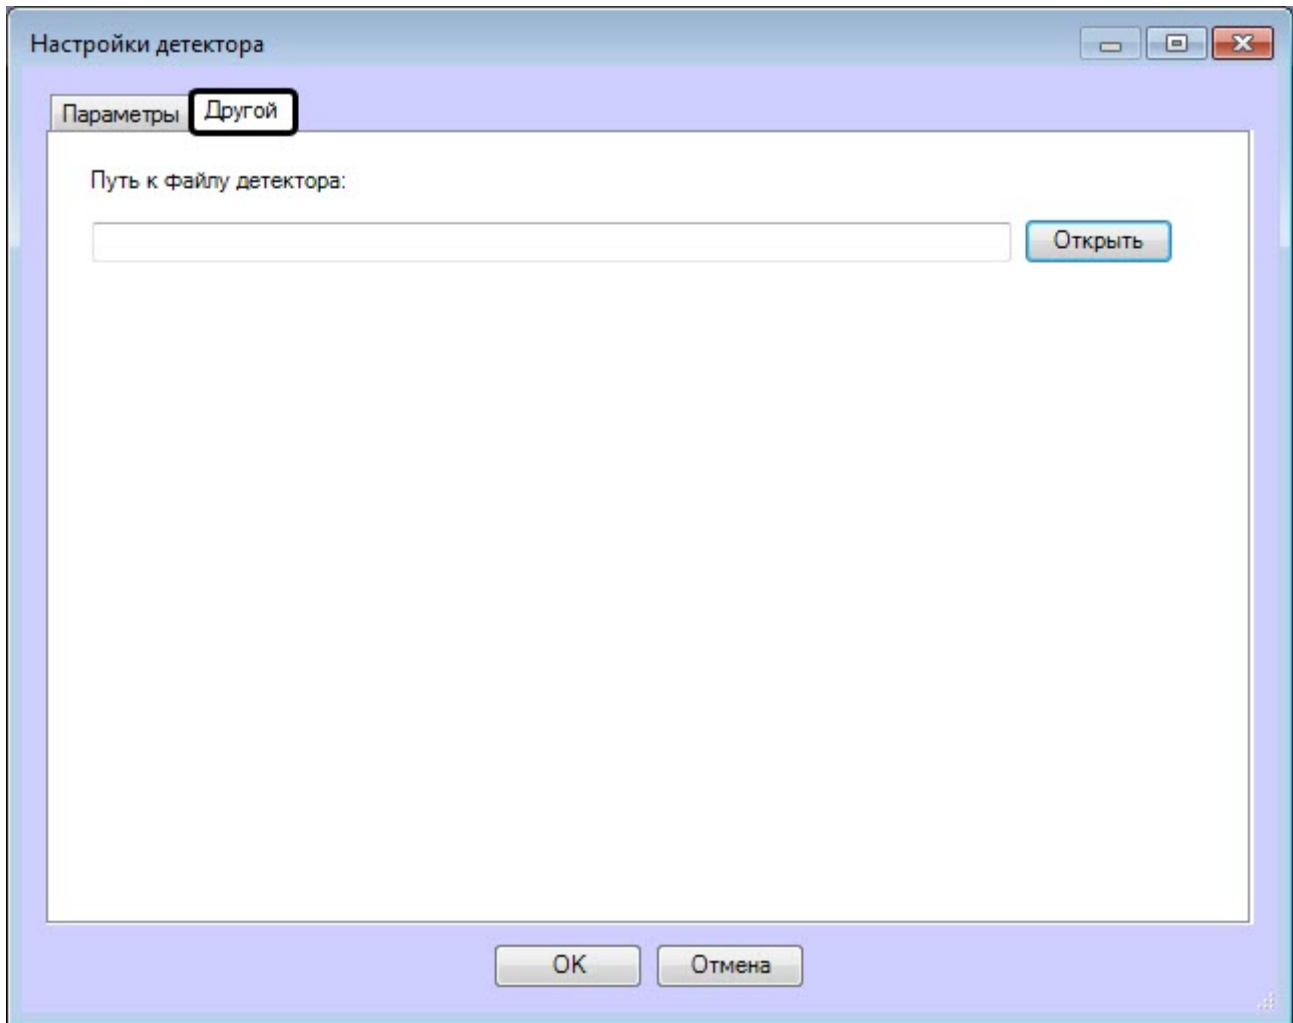 Настройки детектора
Параметры Другой
Путь к файлу детектора:
Открыть
OK Отмена